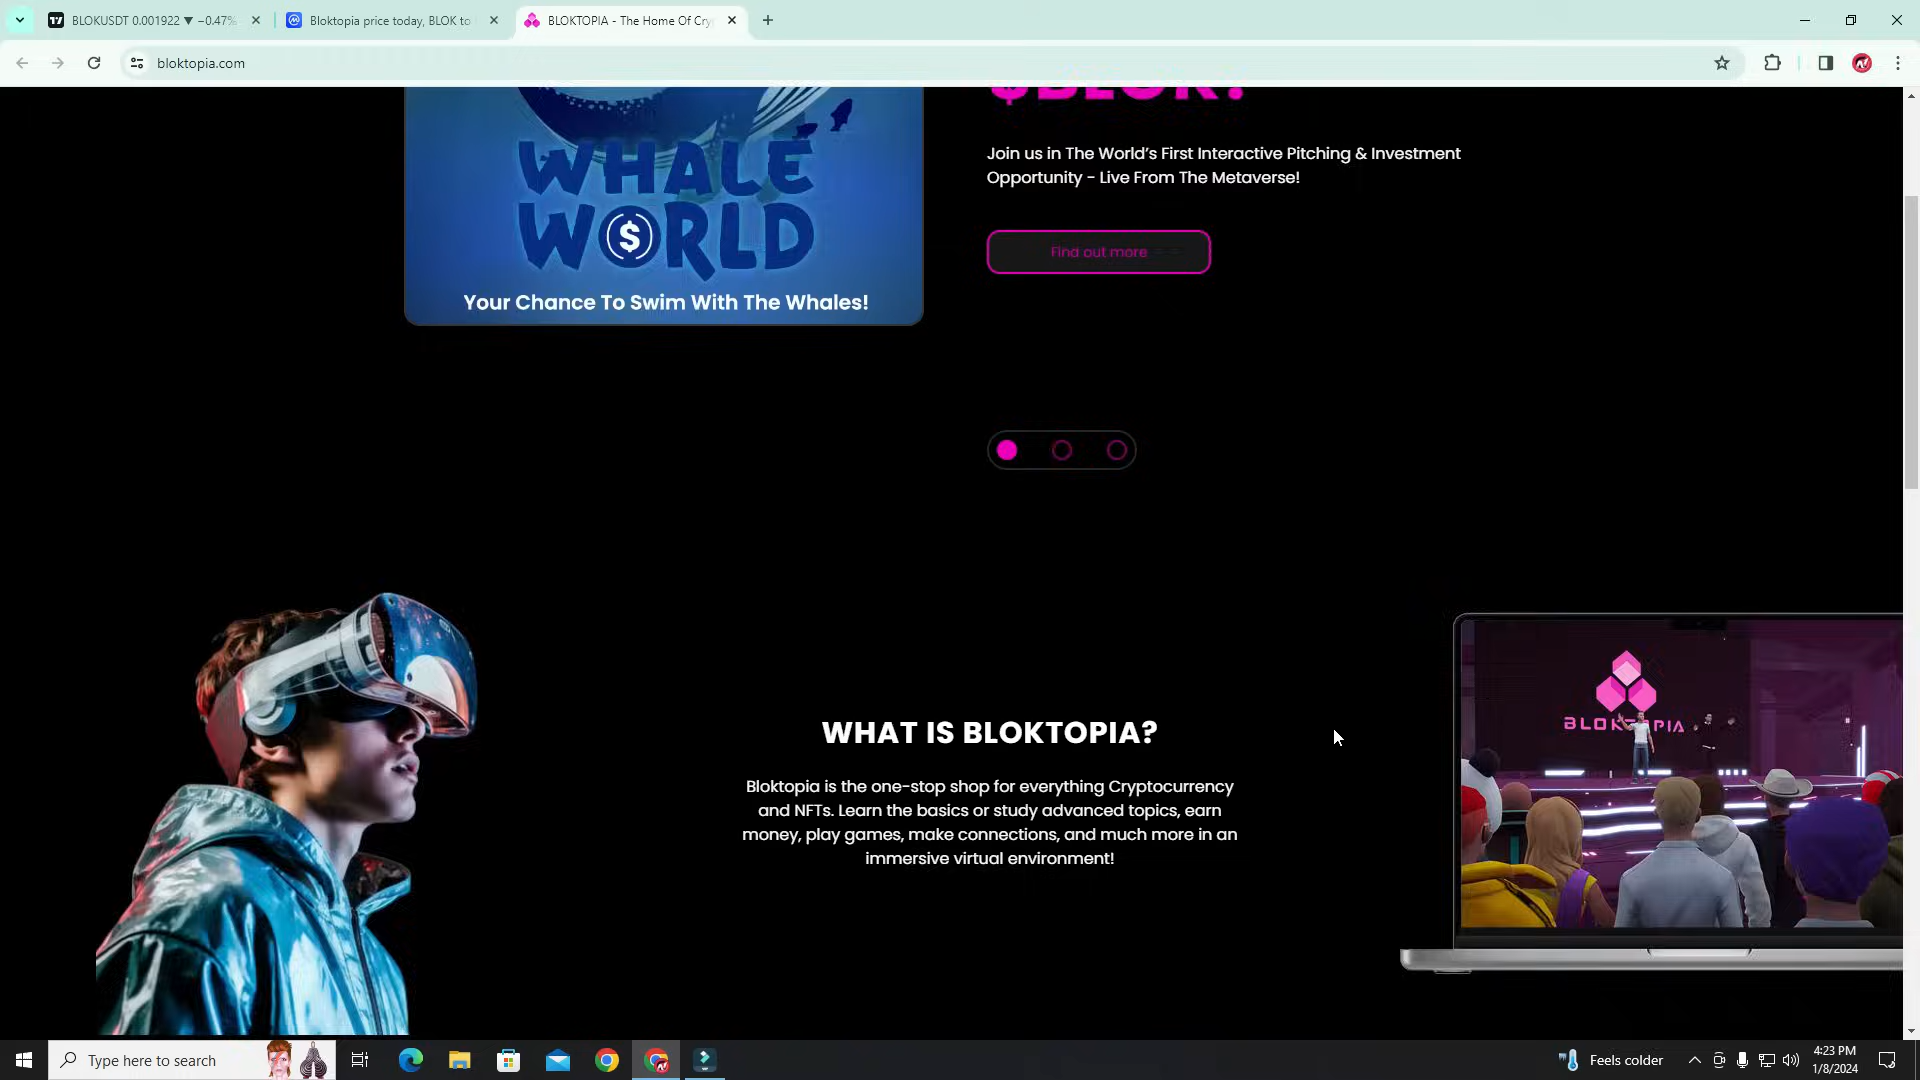 BLOKUSDT 0.001922 ▼ −0.47%
Bloktopia price today, BLOK to
BLOKTOPIA - The Home Of Cry
bloktopia.com
$BLOK?
WHALE
WORLD
Your Chance To Swim With The Whales!
Join us in The World’s First Interactive Pitching & Investment
Opportunity - Live From The Metaverse!
Find out more
BLOKTOPIA
WHAT IS BLOKTOPIA?
Bloktopia is the one-stop shop for everything Cryptocurrency
and NFTs. Learn the basics or study advanced topics, earn
money, play games, make connections, and much more in an
immersive virtual environment!
Type here to search
Feels colder
4:23 PM
1/8/2024